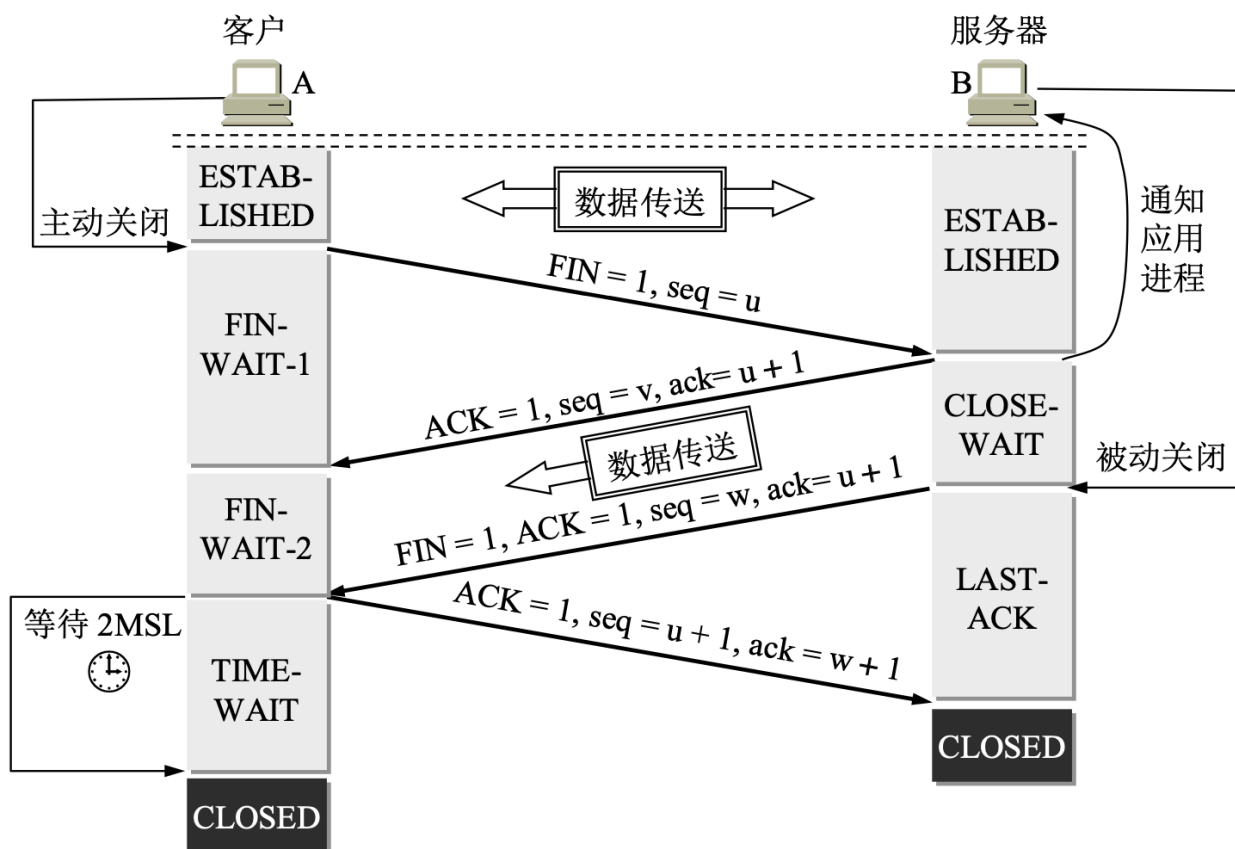 客户
服务器
A
B
ESTAB-
LISHED
数据传送
ESTAB-
LISHED
通知
应用
进程
主动关闭
FIN = 1, seq = u
FIN-
WAIT-1
ACK = 1, seq = v, ack= u + 1
CLOSE-
WAIT
数据传送
被动关闭
FIN-
WAIT-2
FIN = 1, ACK = 1, seq = w, ack= u + 1
LAST-
ACK
等待 2MSL
ACK = 1, seq = u + 1, ack = w + 1
TIME-
WAIT
CLOSED
CLOSED